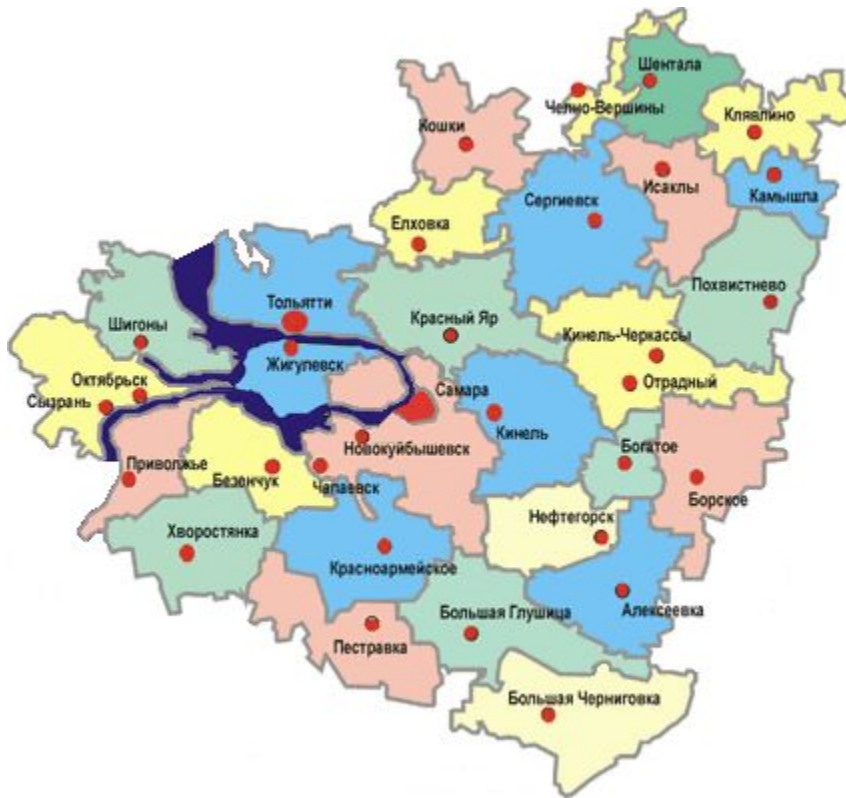 Шентала
Челно-Вершины
Клявлино
Кошки
Исаклы
Камышла
Сергиевск
Елховка
Похвистнево
Тольятти
Красный Яр
Шигоны
Кинель-Черкассы
Жигулевск
Октябрьск
Самара
Отрадный
Сызрань
Кинель
Новокуйбышевск
Богатое
Приволжье
Безенчук
Чапаевск
Борское
Нефтегорск
Хворостянка
Красноармейское
Большая Глушица
Алексеевка
Пестравка
Большая Черниговка